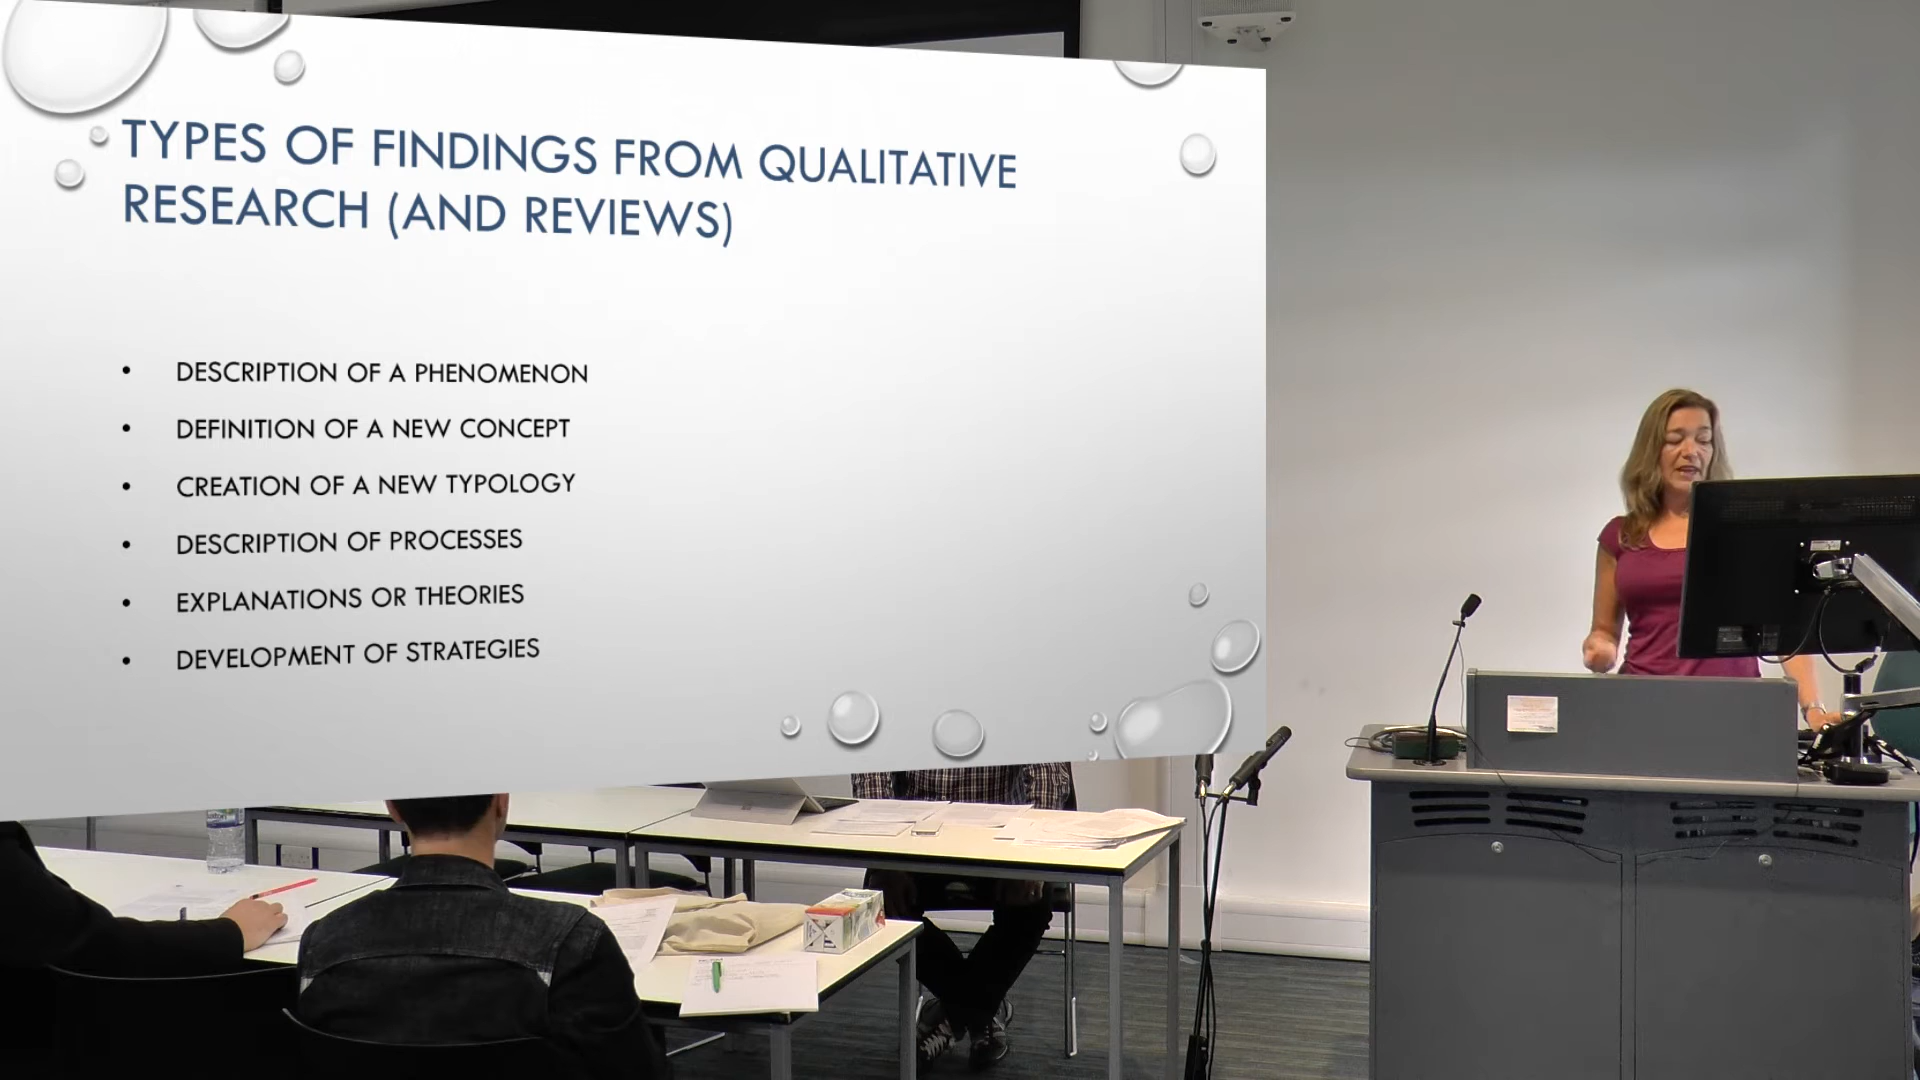 TYPES OF FINDINGS FROM QUALITATIVE
RESEARCH (AND REVIEWS)
• DESCRIPTION OF A PHENOMENON
• DEFINITION OF A NEW CONCEPT
• CREATION OF A NEW TYPOLOGY
• DESCRIPTION OF PROCESSES
• EXPLANATIONS OR THEORIES
• DEVELOPMENT OF STRATEGIES